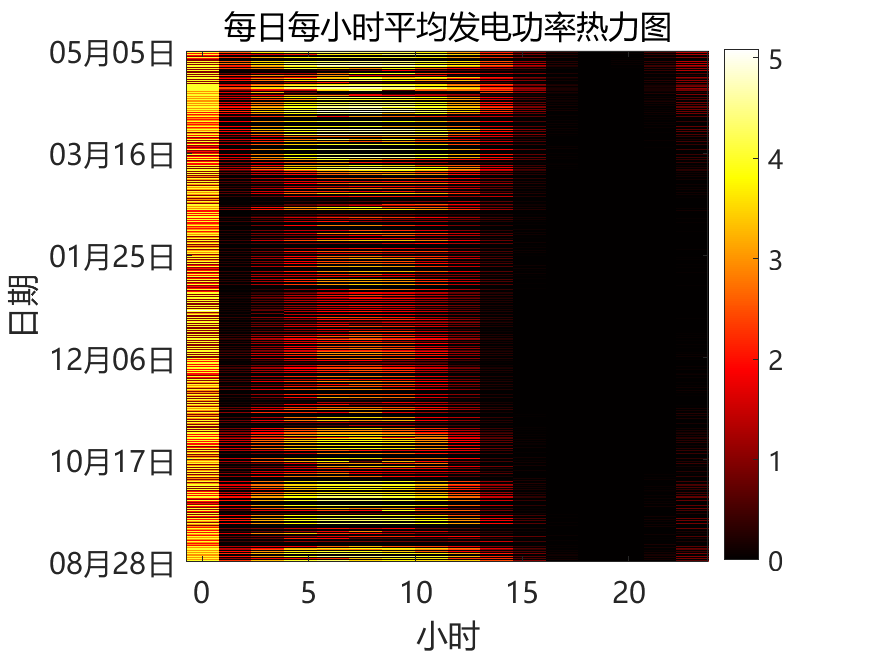 每日每小时平均发电功率热力图
05月05日
03月16日
01月25日
12月06日
10月17日
08月28日
日期
0 5 10 15 20
小时
5
4
3
2
1
0